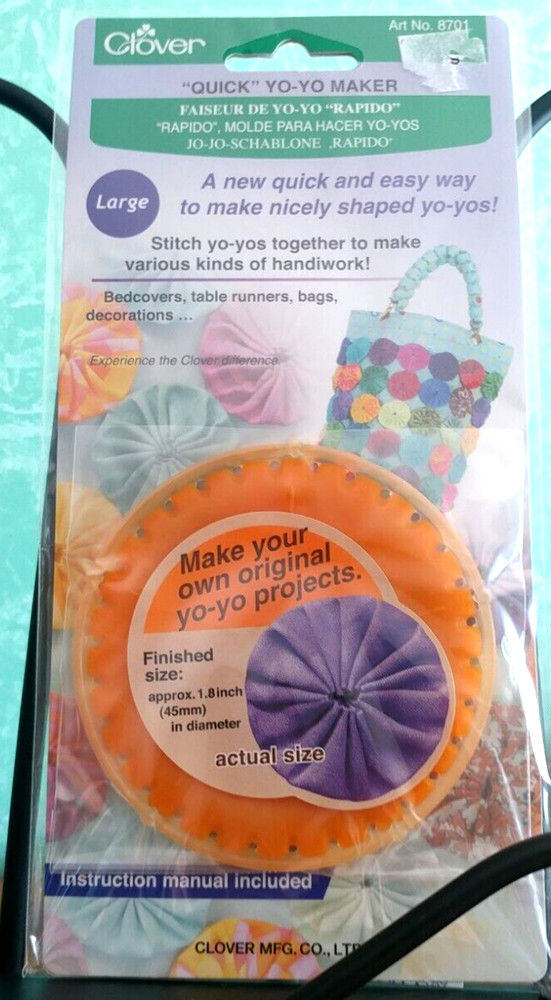 Clover
Art No. 8701
"QUICK" YO-YO MAKER
FAISEUR DE YO-YO "RAPIDO"
"RAPIDO", MOLDE PARA HACER YO-YOS
JO-JO-SCHABLONE ‚RAPIDO'
Large
A new quick and easy way
to make nicely shaped yo-yos!
Stitch yo-yos together to make
various kinds of handiwork!
Bedcovers, table runners, bags,
decorations ...
Experience the Clover difference.
Make your
own original
yo-yo projects.
Finished
size:
approx.1.8inch
(45mm)
in diameter
actual size
Instruction manual included
CLOVER MFG. CO.,